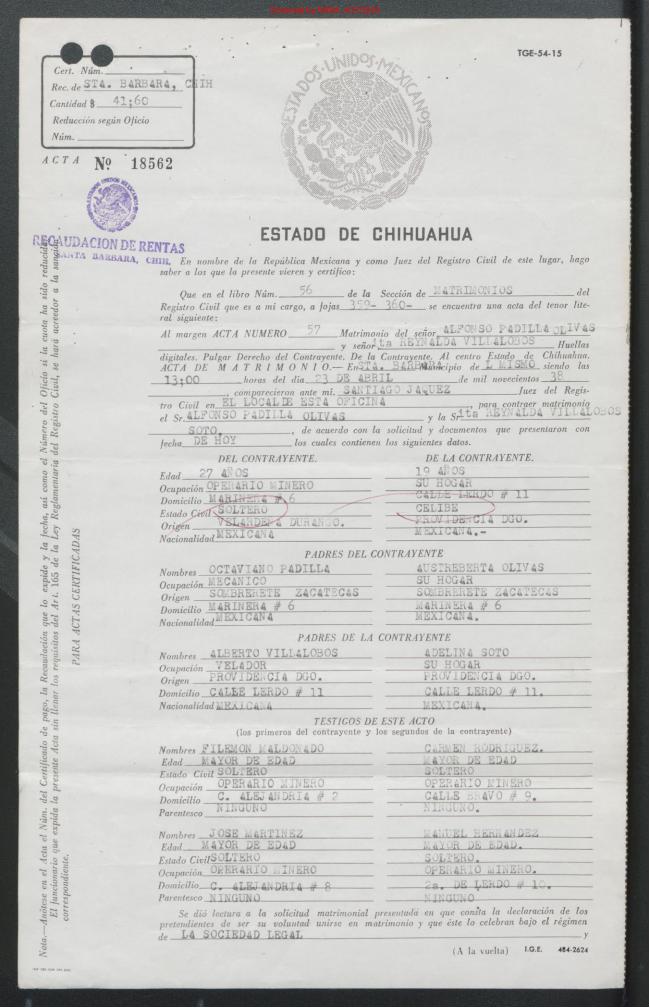 TGE-54-15
Cert. Núm.
Rec. de STA. BARBARA, CHIH
Cantidad $ 41;60
Reducción según Oficio
Núm.
ACTA Nº 18562
ESTADOS UNIDOS MEXICANOS
RECAUDACION DE RENTAS
SANTA BARBARA, CHIH.
ESTADO DE CHIHUAHUA
En nombre de la República Mexicana y como Juez del Registro Civil de este lugar, hago
saber a los que la presente vieren y certifico:
Que en el libro Núm. 56 de la Sección de MATRIMONIOS del
Registro Civil que es a mi cargo, a fojas 359- 360- se encuentra una acta del tenor lite-
ral siguiente:
Al margen ACTA NUMERO 57 Matrimonio del señor ALFONSO PADILLA OLIVAS
y señorita REYNALDA VILLALOBOS Huellas
digitales. Pulgar Derecho del Contrayente. De la Contrayente. Al centro Estado de Chihuahua.
ACTA DE MATRIMONIO.— En STA. BARBARA Municipio de L MISMO siendo las
13;00 horas del dia 23 DE ABRIL de mil novecientos 38
, comparecieron ante mi. SANTIAGO JAQUEZ Juez del Regis-
tro Civil en EL LOCALDE ESTA OFICINA para contraer matrimonio
el Sr. ALFONSO PADILLA OLIVAS y la Srita REYNALDA VILLALOBOS
SOTO. , de acuerdo con la solicitud y documentos que presentaron con
fecha DE HOY los cuales contienen los siguientes datos.
DEL CONTRAYENTE. DE LA CONTRAYENTE.
Edad 27 AÑOS 19 AÑOS
Ocupación OPERARIO MINERO SU HOGAR
Domicilio MARINERA # 6 CALLE LERDO # 11
Estado Civil SOLTERO CELIBE
Origen VELARDEÑA DURANGO. PROVIDENCIA DGO.
Nacionalidad MEXICANA MEXICANA.-
PADRES DEL CONTRAYENTE
Nombres OCTAVIANO PADILLA AUSTREBERTA OLIVAS
Ocupación MECANICO SU HOGAR
Origen SOMBRERETE ZACATECAS SOMBRERETE ZACATECAS
Domicilio MARINERA # 6 MARINERA # 6
Nacionalidad MEXICANA MEXICANA.
PADRES DE LA CONTRAYENTE
Nombres ALBERTO VILLALOBOS ADELINA SOTO
Ocupación VELADOR SU HOGAR
Origen PROVIDENCIA DGO. PROVIDENCIA DGO.
Domicilio CALLE LERDO # 11 CALLE LERDO # 11.
Nacionalidad MEXICANA MEXICANA.
TESTIGOS DE ESTE ACTO
(los primeros del contrayente y los segundos de la contrayente)
Nombres FILEMON MALDONADO CARMEN RODRIGUEZ.
Edad MAYOR DE EDAD MAYOR DE EDAD
Estado Civil SOLTERO SOLTERO
Ocupación OPERARIO MINERO OPERARIO MINERO
Domicilio C. ALEJANDRIA # 2 CALLE BRAVO # 9.
Parentesco NINGUNO NINGUNO.
Nombres JOSE MARTINEZ MANUEL HERNANDEZ
Edad MAYOR DE EDAD MAYOR DE EDAD.
Estado Civil SOLTERO SOLTERO.
Ocupación OPERARIO MINERO OPERARIO MINERO.
Domicilio C. ALEJANDRIA # 8 2a. DE LERDO # 10.
Parentesco NINGUNO NINGUNO.
Se dió lectura a la solicitud matrimonial presentada en que consta la declaración de los
pretendientes de ser su voluntad unirse en matrimonio y que éste lo celebran bajo el régimen
de LA SOCIEDAD LEGAL y
(A la vuelta) I.G.E. 484-2624
Nota.—Anótese en el Acta el Núm. del Certificado de pago, la Recaudación que lo expida y la fecha, así como el Número del Oficio si la cuota ha sido reducida.
El funcionario que expida la presente Acta sin llenar los requisitos del Art. 165 de la Ley Reglamentaria del Registro Civil, se hará acreedor a la sanción
correspondiente.
PARA ACTAS CERTIFICADAS